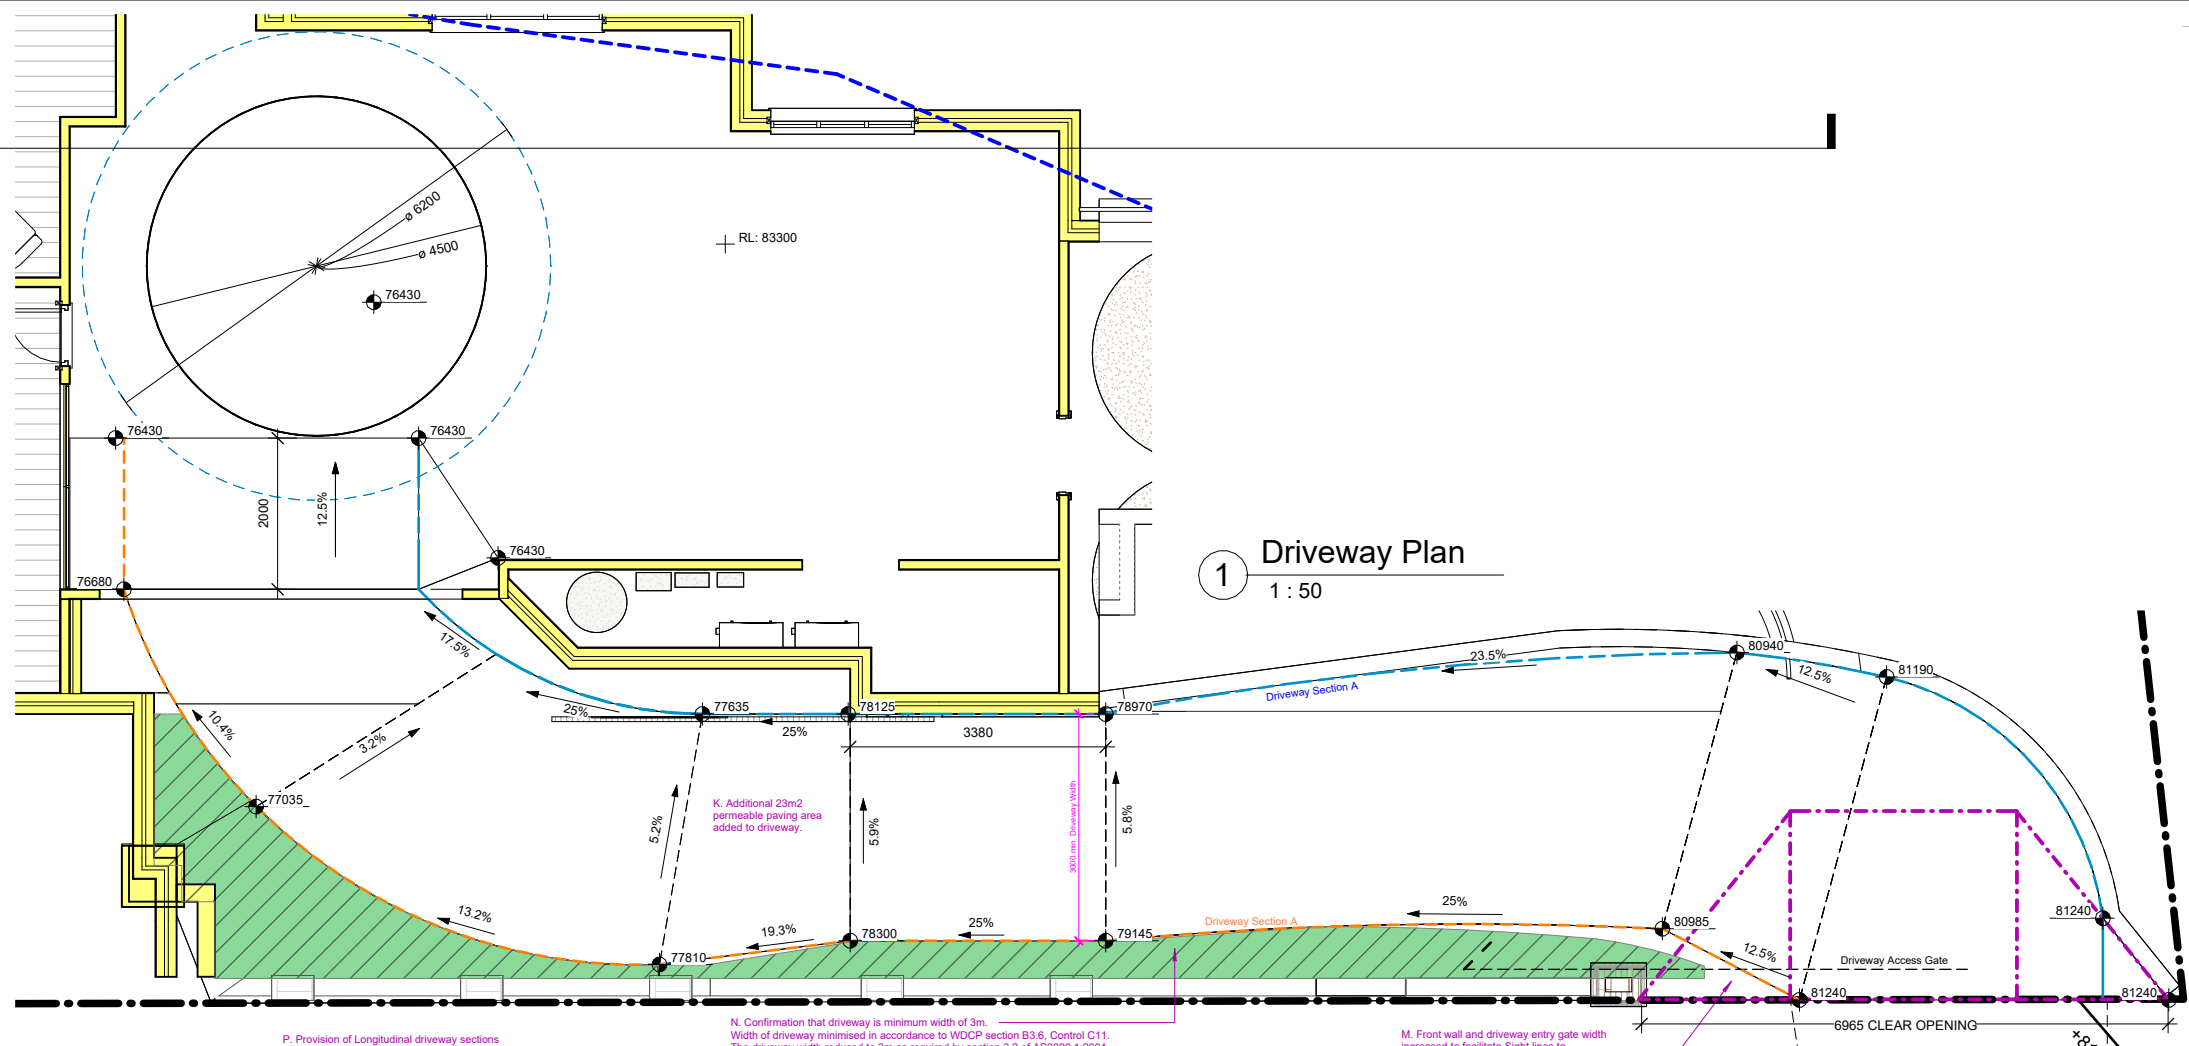 ø 6200
ø 4500
RL: 83300
76430
76430
76430
2000
12.5%
76430
76680
1
Driveway Plan
1 : 50
17.5%
25%
77635
78125
78970
25%
3380
Driveway Section A
23.5%
80940
12.5%
81190
10.4%
3.2%
77035
5.2%
K. Additional 23m2
permeable paving area
added to driveway.
5.9%
3000 min. Driveway Width
5.8%
13.2%
19.3%
25%
Driveway Section A
25%
80985
81240
77810
78300
79145
12.5%
Driveway Access Gate
81240
81240
6965 CLEAR OPENING
P. Provision of Longitudinal driveway sections
N. Confirmation that driveway is minimum width of 3m.
Width of driveway minimised in accordance to WDCP section B3.6, Control C11.
M. Front wall and driveway entry gate width